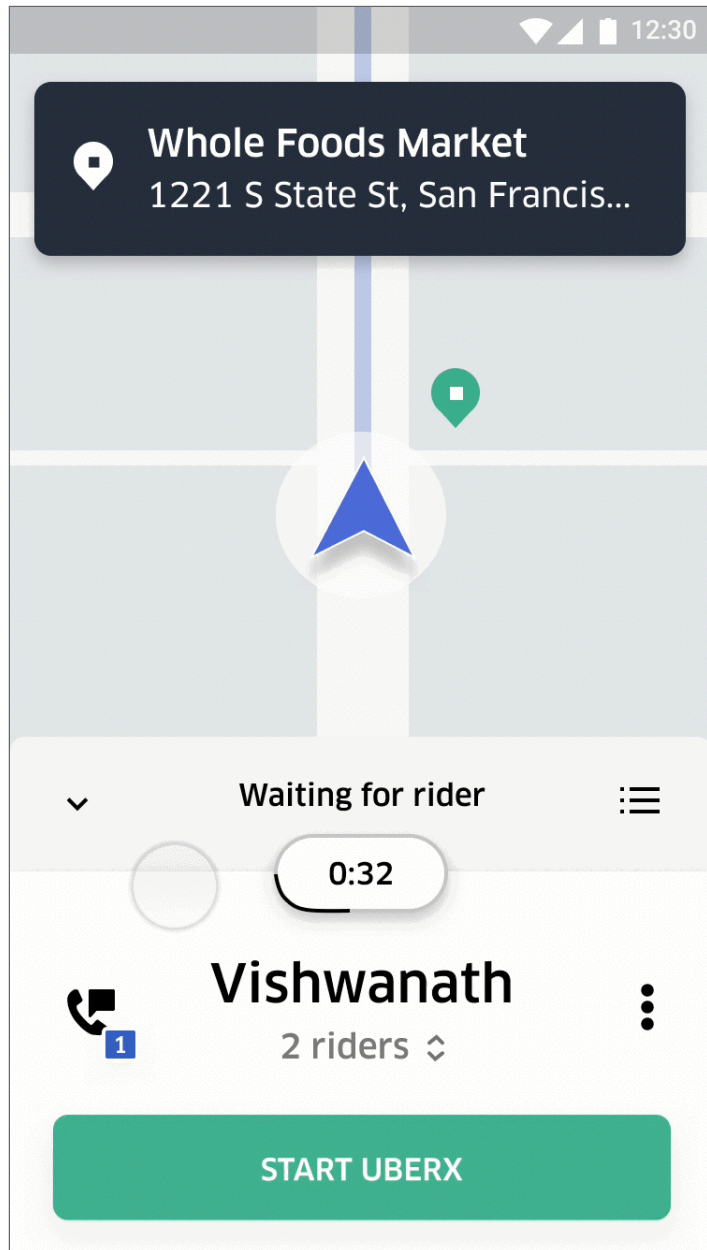 12:30
Whole Foods Market
1221 S State St, San Francis...
Waiting for rider
0:32
Vishwanath
2 riders
1
START UBERX